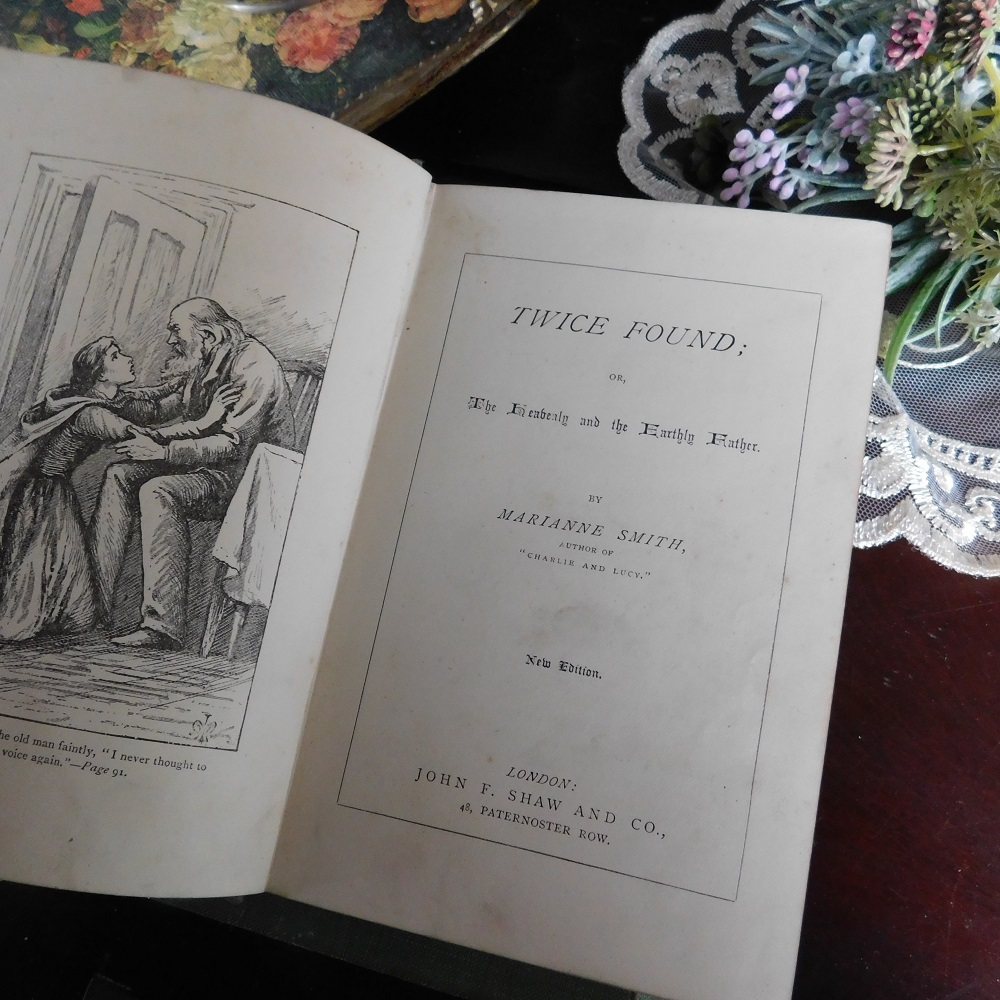 he old man faintly, "I never thought to
voice again."—Page 91.
TWICE FOUND;
OR,
The Heavenly and the Earthly Father.
BY
MARIANNE SMITH,
AUTHOR OF
"CHARLIE AND LUCY."
New Edition.
LONDON:
JOHN F. SHAW AND CO.,
48, PATERNOSTER ROW.